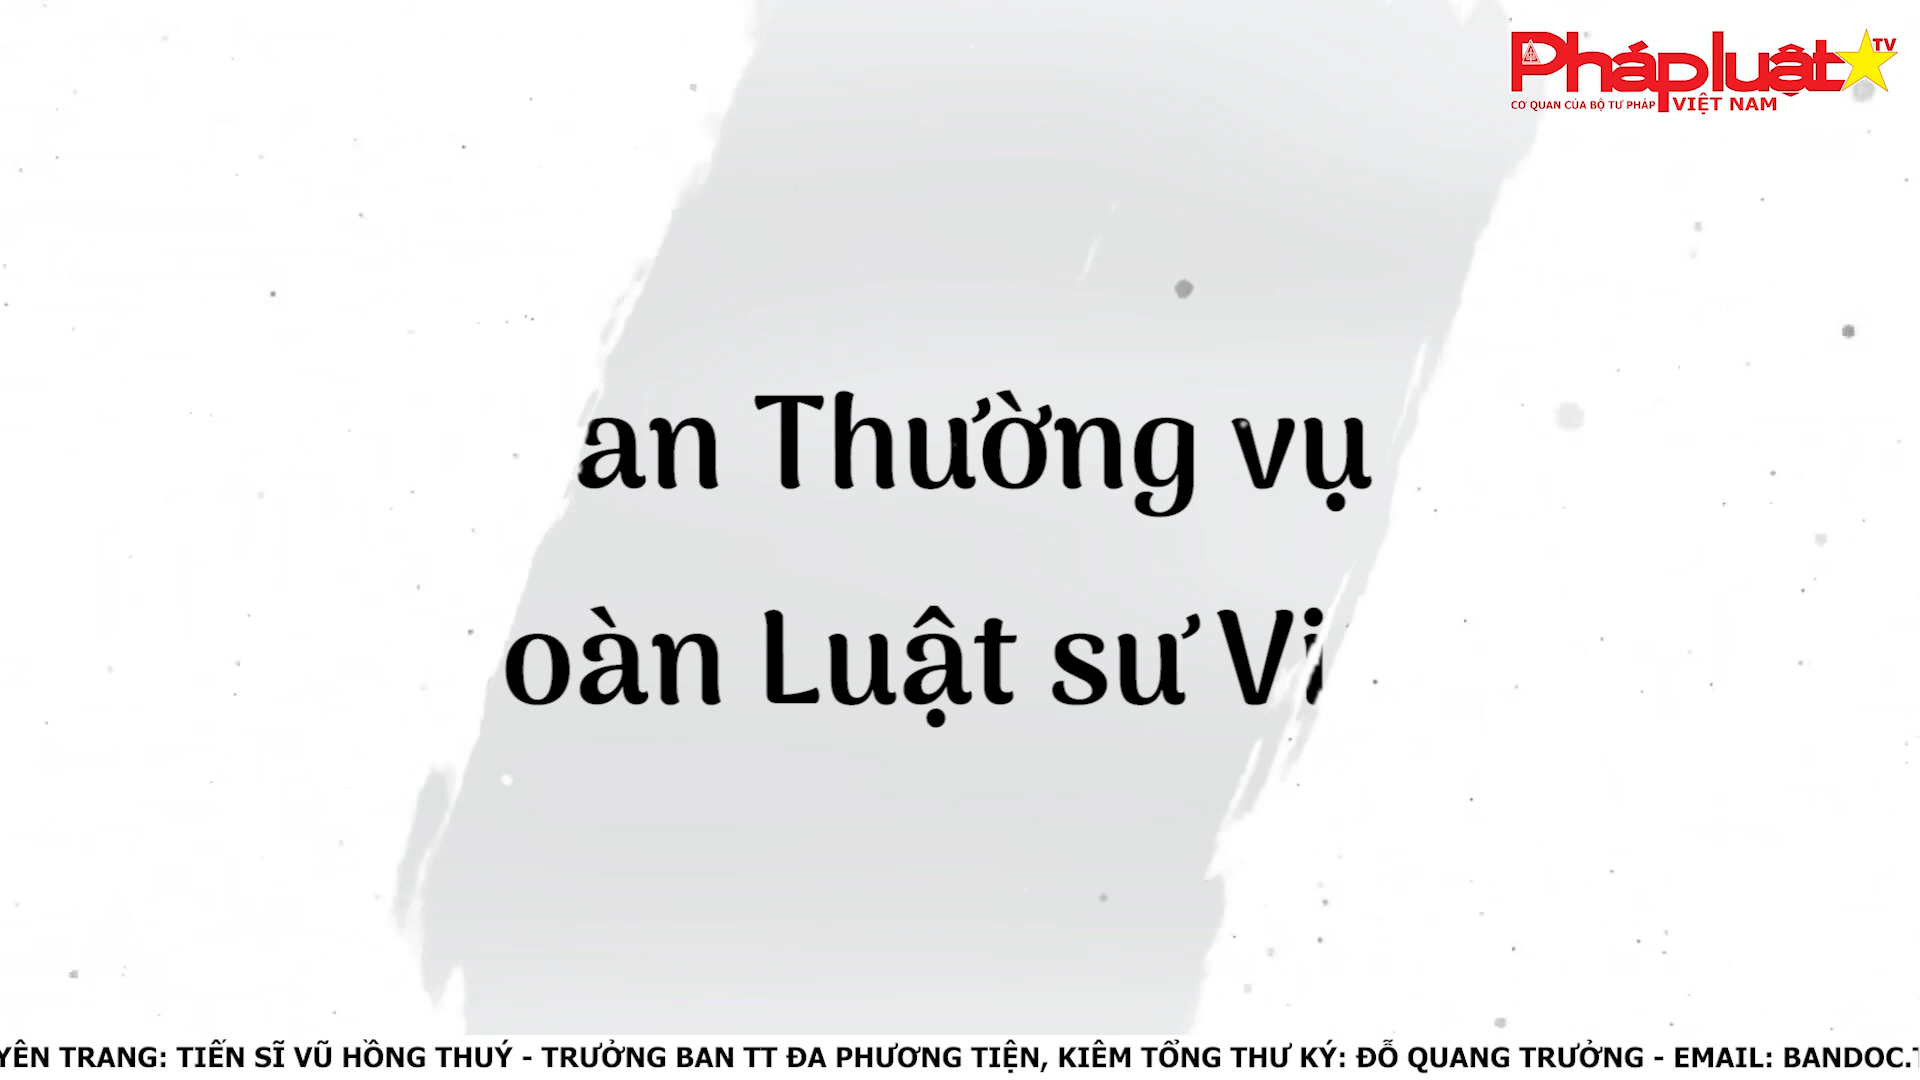 Pháp luật TV
CƠ QUAN CỦA BỘ TƯ PHÁP VIỆT NAM
an Thường vụ
oàn Luật sư Vi
YÊN TRANG: TIẾN SĨ VŨ HỒNG THUÝ - TRƯỞNG BAN TT ĐA PHƯƠNG TIỆN, KIÊM TỔNG THƯ KÝ: ĐỖ QUANG TRƯỞNG - EMAIL: BANDOC.T